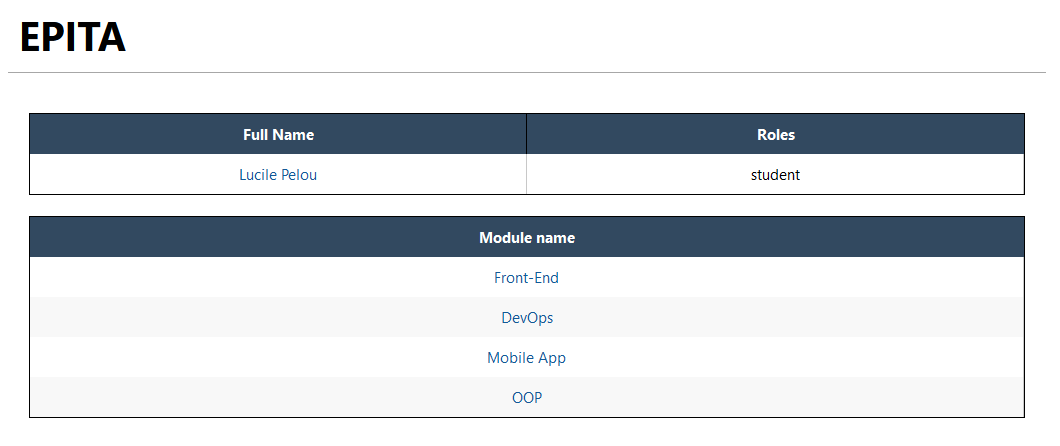 EPITA
Full Name Roles
Lucile Pelou student
Module name
Front-End
DevOps
Mobile App
OOP